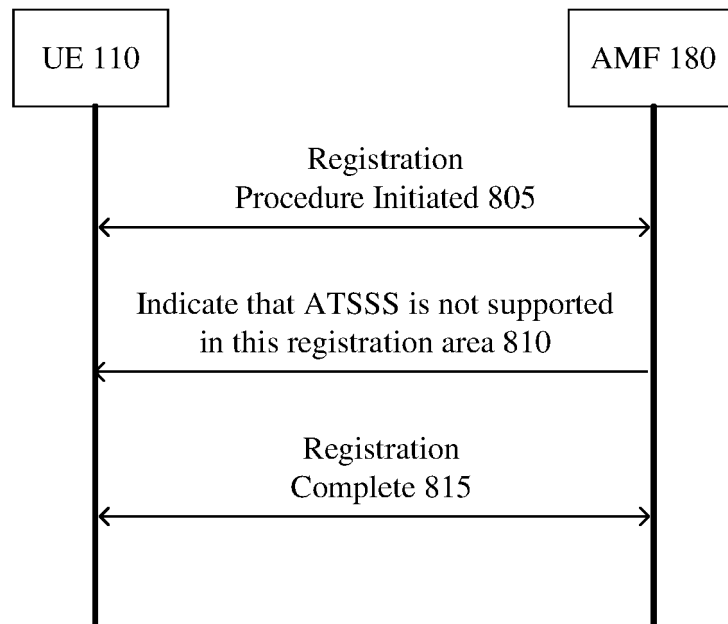 UE 110
AMF 180
Registration
Procedure Initiated 805
Indicate that ATSSS is not supported
in this registration area 810
Registration
Complete 815